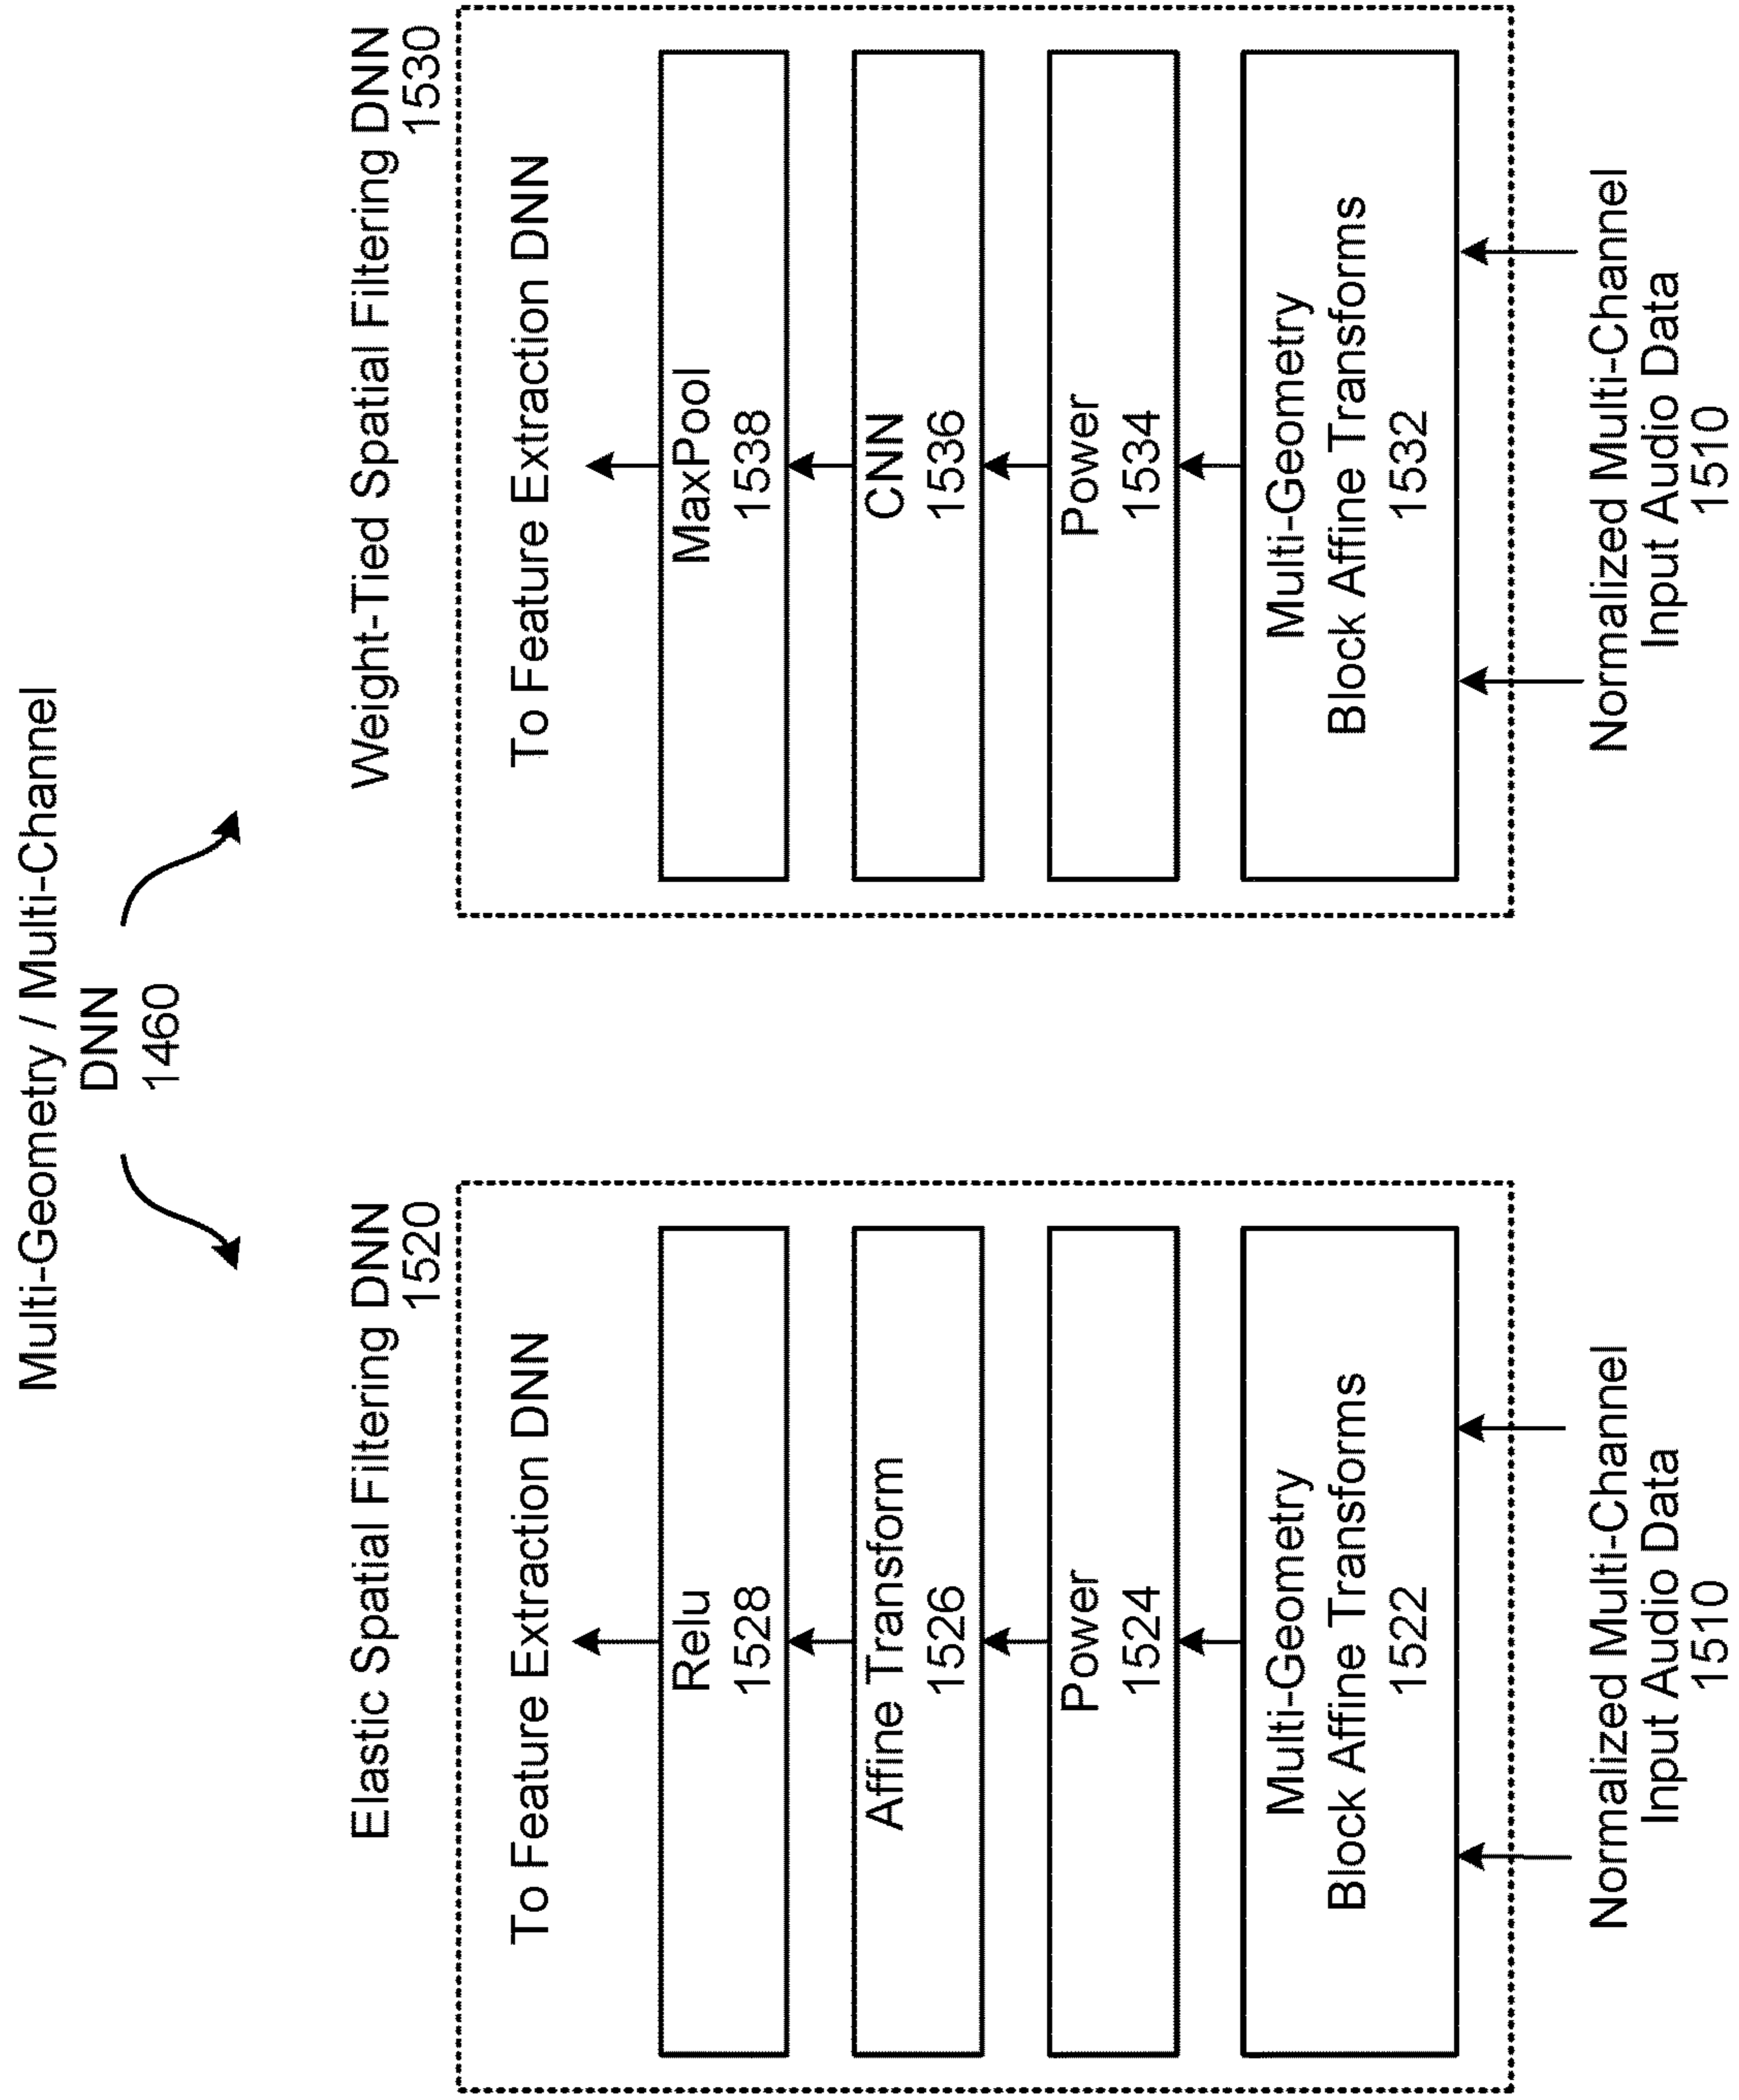 Multi-Geometry / Multi-Channel
DNN
1460
Elastic Spatial Filtering DNN
1520
To Feature Extraction DNN
Relu
1528
Affine Transform
1526
Power
1524
Multi-Geometry
Block Affine Transforms
1522
Normalized Multi-Channel
Input Audio Data
1510
Weight-Tied Spatial Filtering DNN
1530
To Feature Extraction DNN
MaxPool
1538
CNN
1536
Power
1534
Multi-Geometry
Block Affine Transforms
1532
Normalized Multi-Channel
Input Audio Data
1510